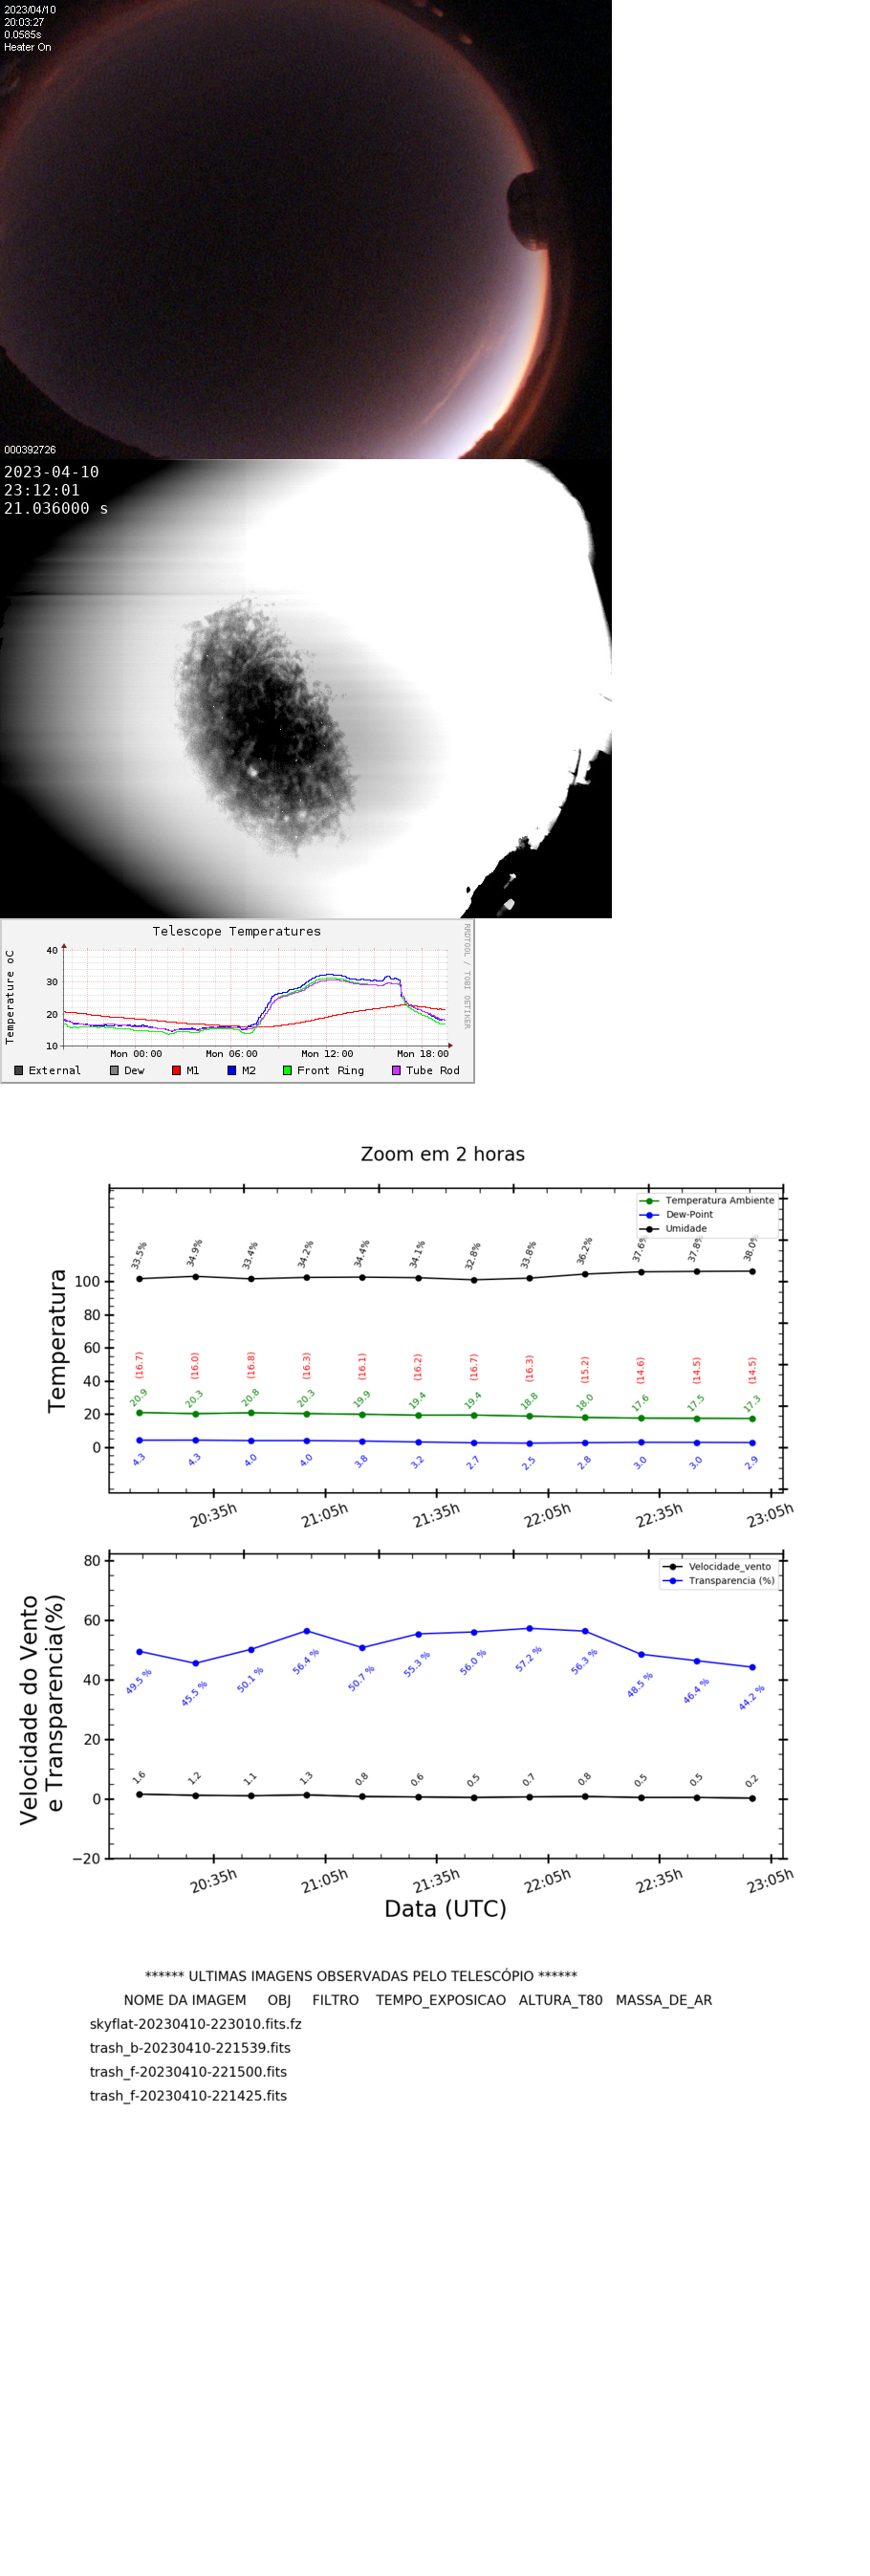 2023/04/10
20:03:27
0.0585s
Heater On
000392726
2023-04-10
23:12:01
21.036000 s
Telescope Temperatures
RRDTOOL / TOBI OETIKER
Temperature oC
40
30
20
10
Mon 00:00 Mon 06:00 Mon 12:00 Mon 18:00
External Dew M1 M2 Front Ring Tube Rod
Zoom em 2 horas
Temperatura Ambiente
Dew-Point
Umidade
Temperatura
100
80
60
40
20
0
33.5% 34.9% 33.4% 34.2% 34.4% 34.1% 32.8% 33.8% 36.2% 37.6% 37.8% 38.0%
(16.7) (16.0) (16.8) (16.3) (16.1) (16.2) (16.7) (16.3) (15.2) (14.6) (14.5) (14.5)
20.9 20.3 20.8 20.3 19.9 19.4 19.4 18.8 18.0 17.6 17.5 17.3
4.3 4.3 4.0 4.0 3.8 3.2 2.7 2.5 2.8 3.0 3.0 2.9
20:35h 21:05h 21:35h 22:05h 22:35h 23:05h
Velocidade_vento
Transparencia (%)
Velocidade do Vento
e Transparencia(%)
80
60
40
20
0
−20
49.5 % 45.5 % 50.1 % 56.4 % 50.7 % 55.3 % 56.0 % 57.2 % 56.3 % 48.5 % 46.4 % 44.2 %
1.6 1.2 1.1 1.3 0.8 0.6 0.5 0.7 0.8 0.5 0.5 0.2
20:35h 21:05h 21:35h 22:05h 22:35h 23:05h
Data (UTC)
****** ULTIMAS IMAGENS OBSERVADAS PELO TELESCÓPIO ******
NOME DA IMAGEM OBJ FILTRO TEMPO_EXPOSICAO ALTURA_T80 MASSA_DE_AR
skyflat-20230410-223010.fits.fz
trash_b-20230410-221539.fits
trash_f-20230410-221500.fits
trash_f-20230410-221425.fits